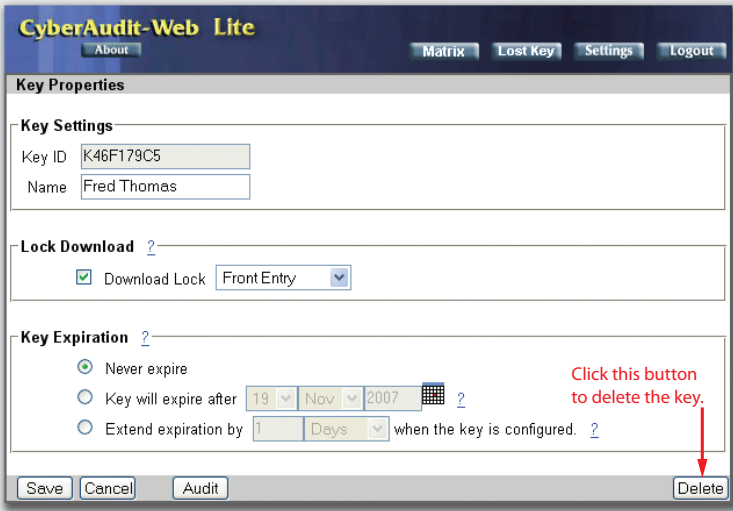 CyberAudit-Web Lite
About
Matrix Lost Key Settings Logout
Key Properties
Key Settings
Key ID K46F179C5
Name Fred Thomas
Lock Download ?
Download Lock Front Entry
Key Expiration ?
Never expire
Key will expire after 19 Nov 2007 ?
Extend expiration by 1 Days when the key is configured. ?
Click this button
to delete the key.
Save Cancel Audit Delete